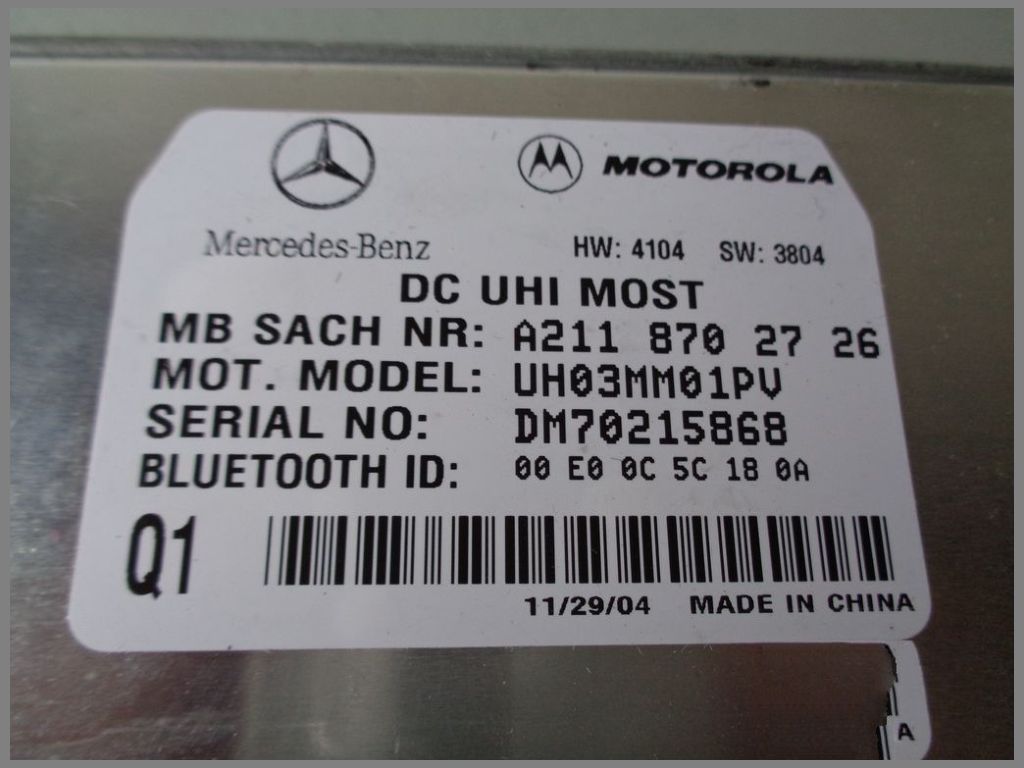 MOTOROLA
Mercedes-Benz HW: 4104 SW: 3804
DC UHI MOST
MB SACH NR: A211 870 27 26
MOT. MODEL: UH03MM01PV
SERIAL NO: DM70215868
BLUETOOTH ID: 00 E0 0C 5C 18 0A
Q1
11/29/04 MADE IN CHINA
A